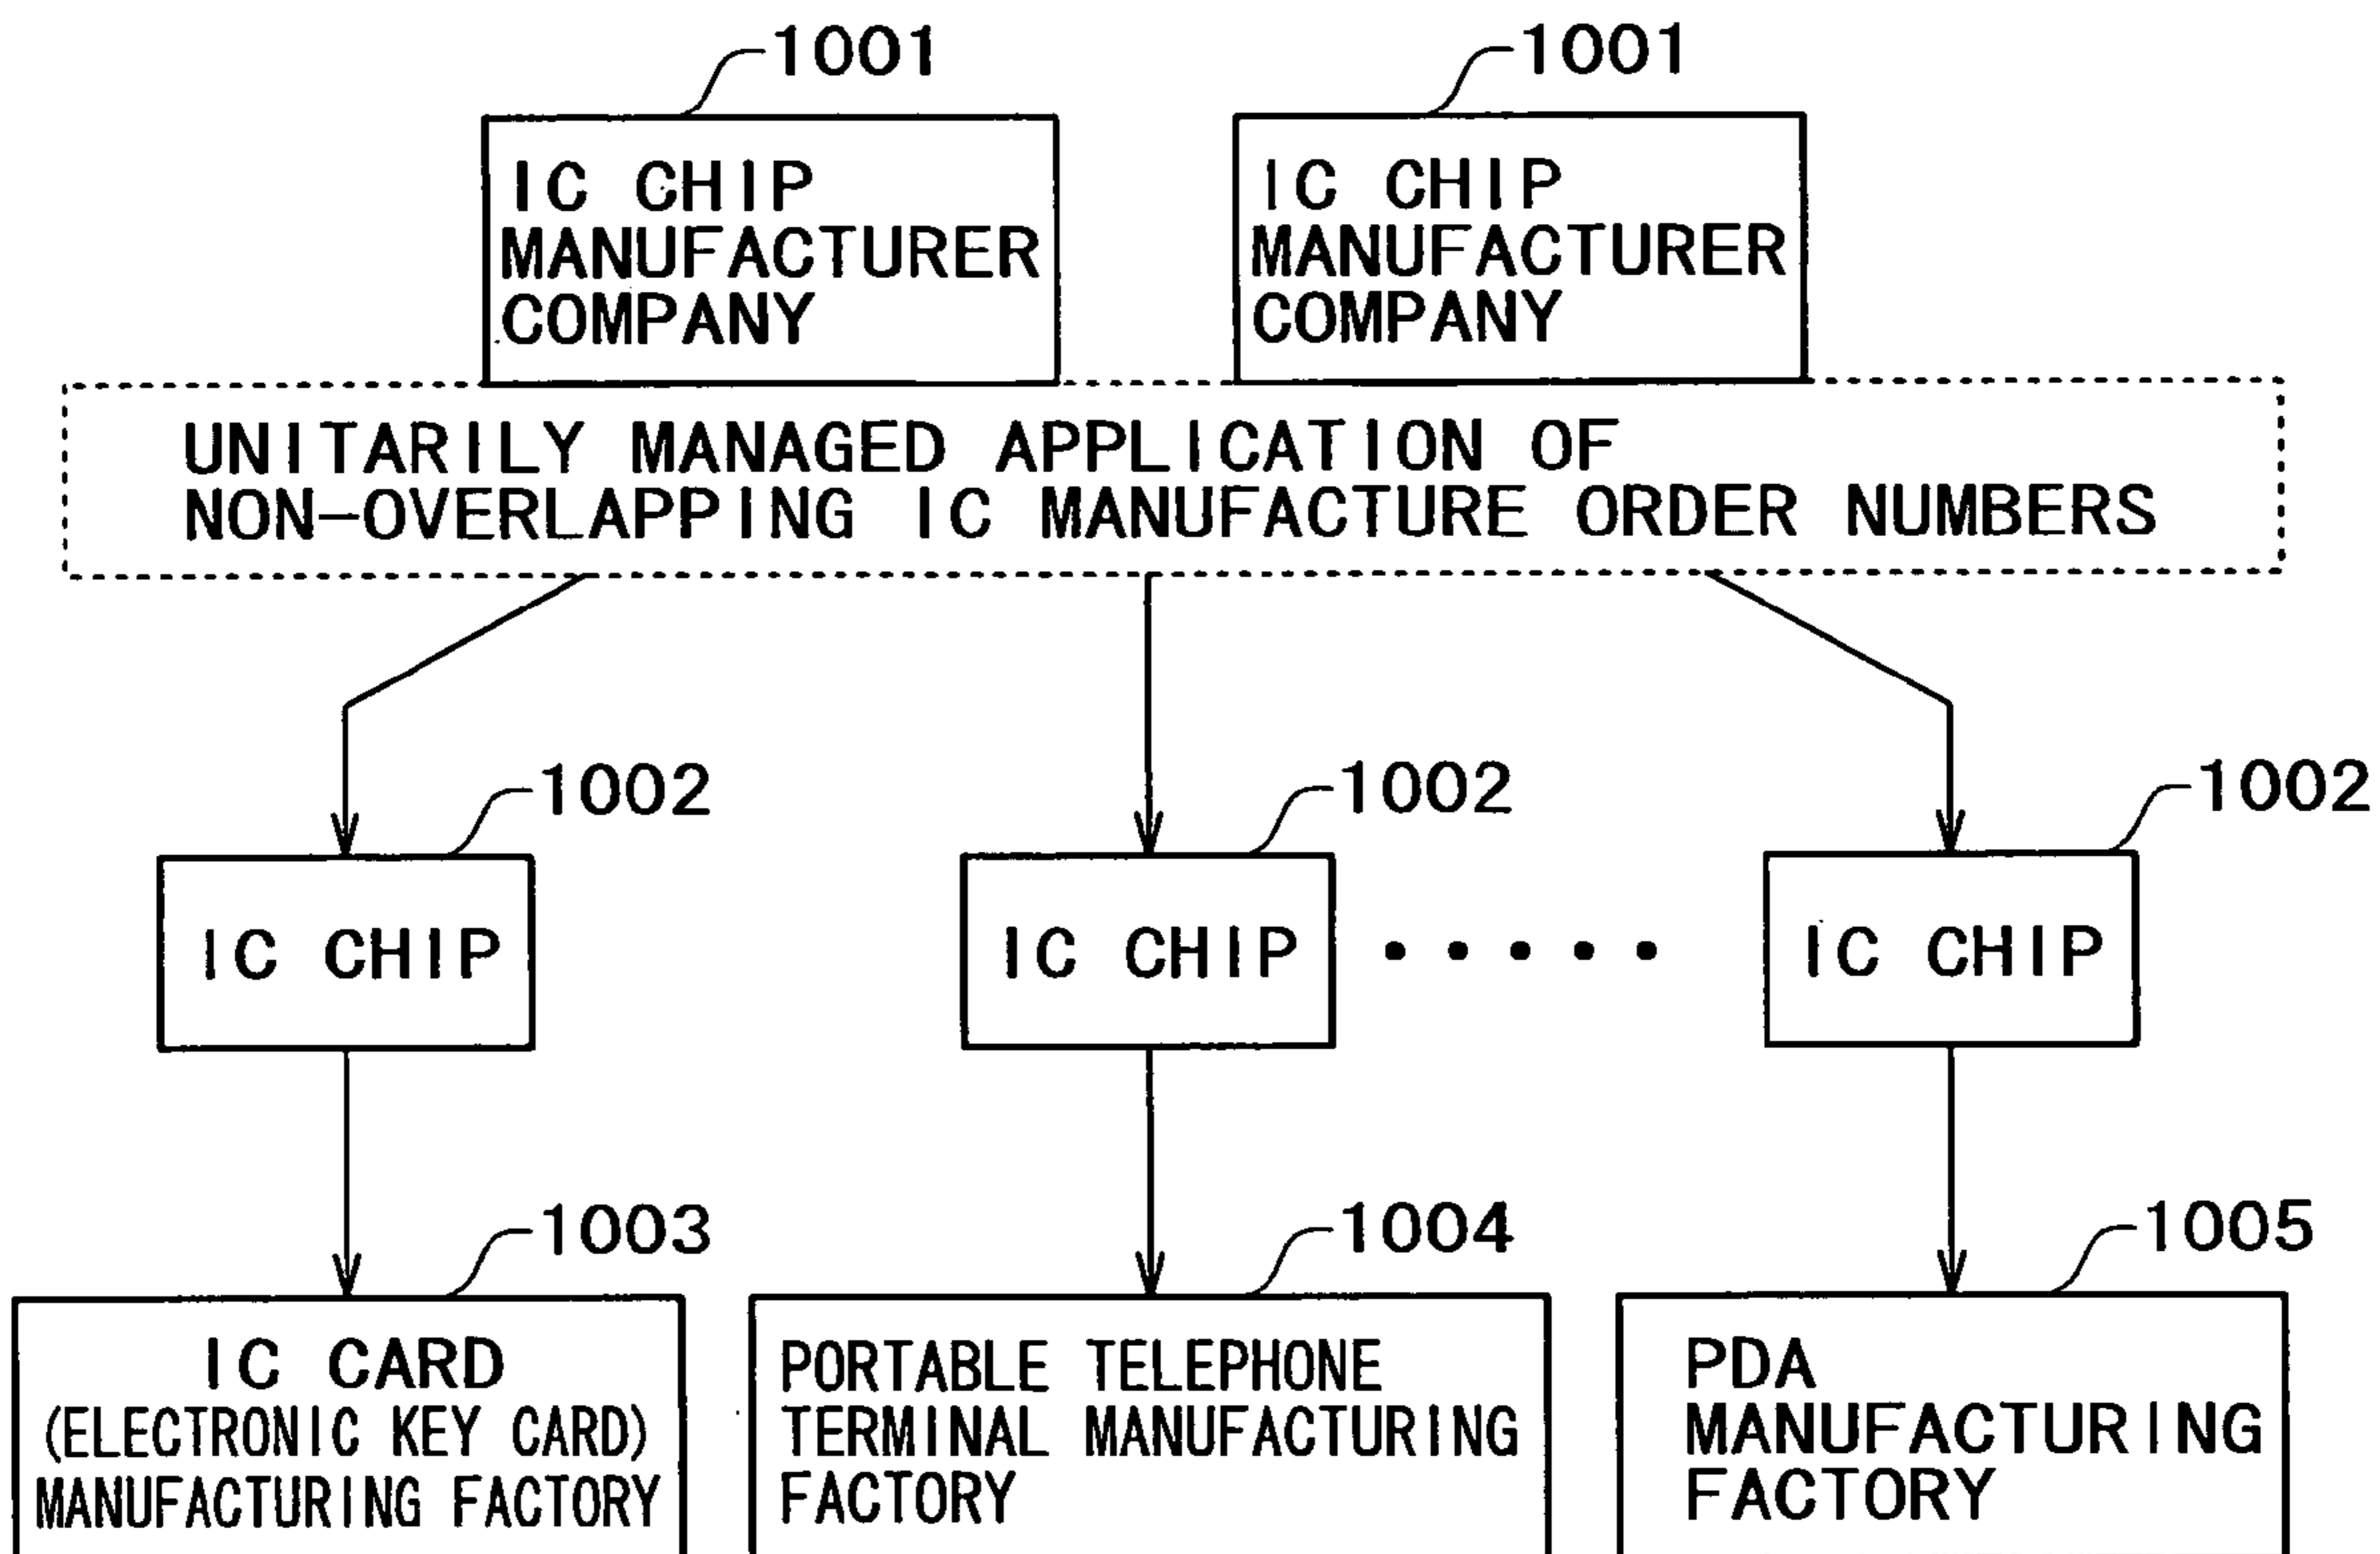 1001
1001
IC CHIP
MANUFACTURER
COMPANY
IC CHIP
MANUFACTURER
COMPANY
UNITARILY MANAGED APPLICATION OF
NON-OVERLAPPING IC MANUFACTURE ORDER NUMBERS
1002
1002
1002
IC CHIP
IC CHIP
IC CHIP
1003
1004
1005
IC CARD
(ELECTRONIC KEY CARD)
MANUFACTURING FACTORY
PORTABLE TELEPHONE
TERMINAL MANUFACTURING
FACTORY
PDA
MANUFACTURING
FACTORY